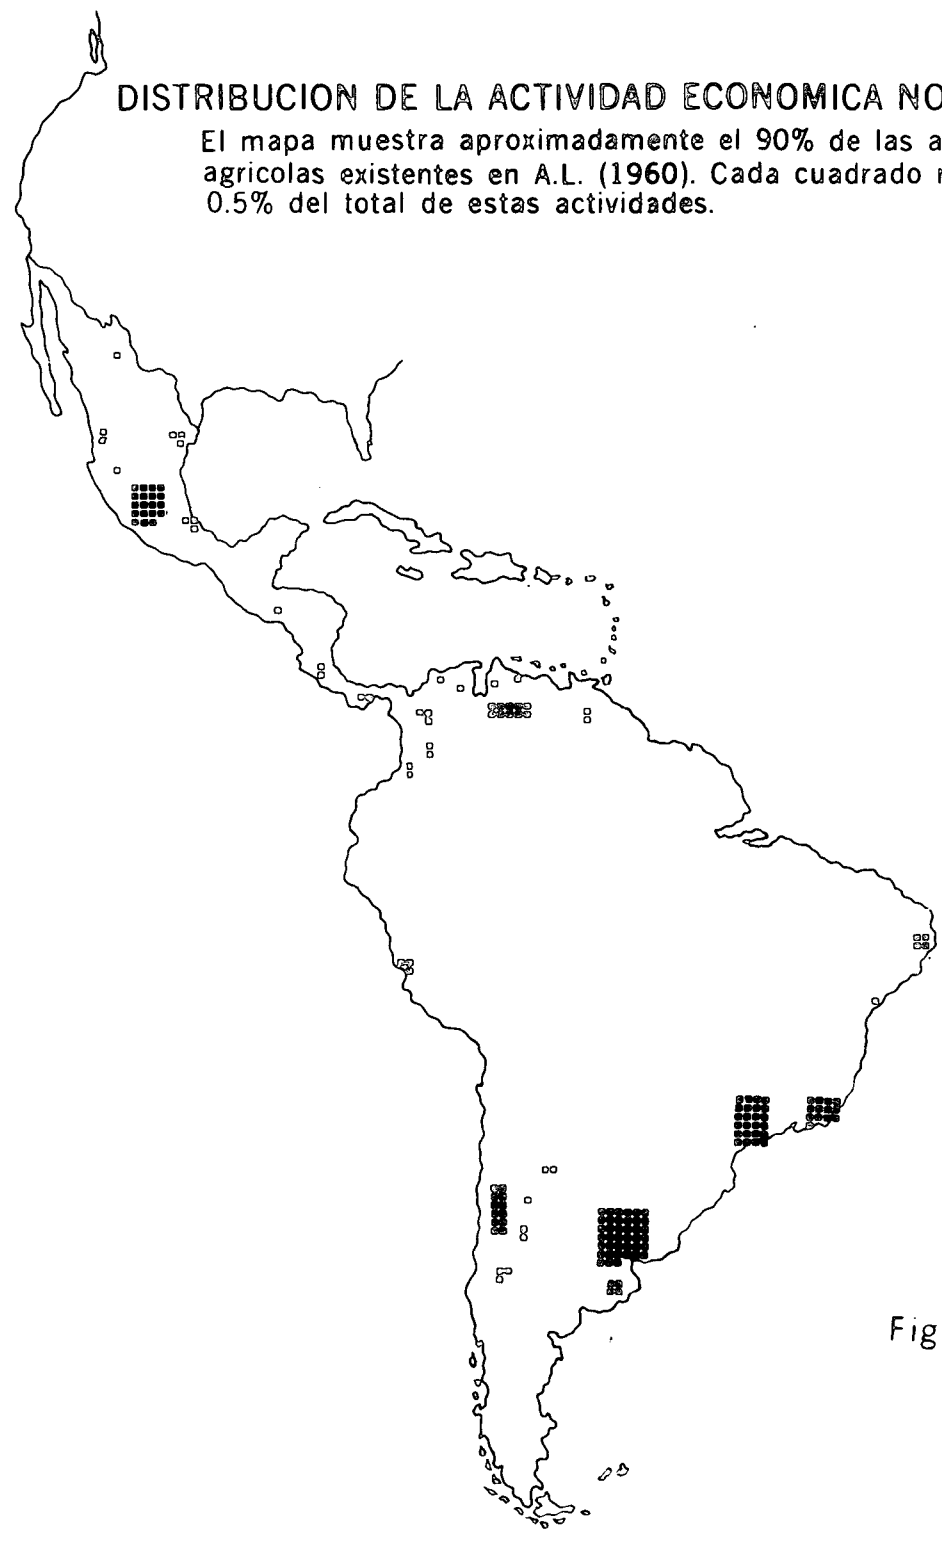 DISTRIBUCION DE LA ACTIVIDAD ECONOMICA NO
El mapa muestra aproximadamente el 90% de las a
agricolas existentes en A.L. (1960). Cada cuadrado
0.5% del total de estas actividades.
Fig